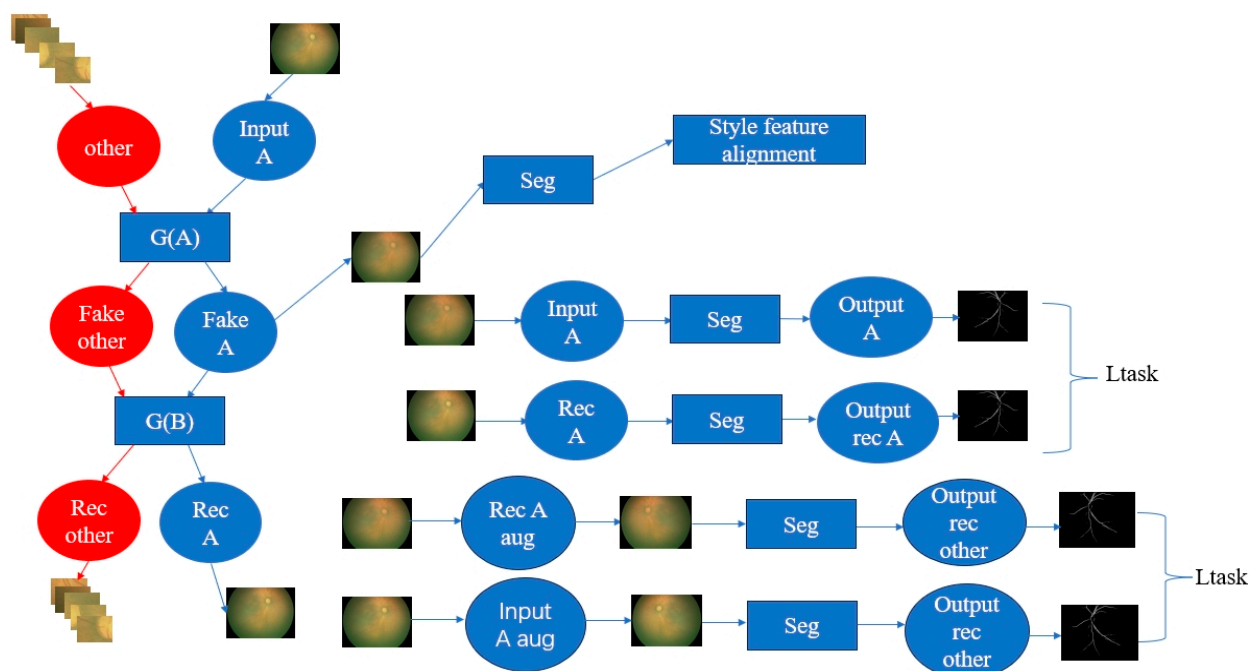 other
Input
A
G(A)
Fake
other
Fake
A
G(B)
Rec
other
Rec
A
Seg
Style feature
alignment
Input
A
Seg
Output
A
Rec
A
Seg
Output
rec A
Ltask
Rec A
aug
Seg
Output
rec
other
Input
A aug
Seg
Output
rec
other
Ltask